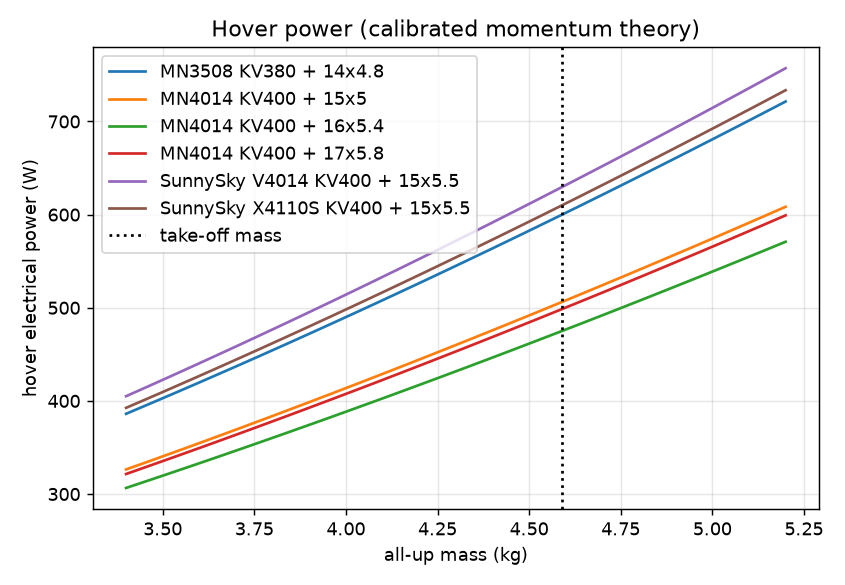 Hover power (calibrated momentum theory)
hover electrical power (W)
700
600
500
400
300
MN3508 KV380 + 14x4.8
MN4014 KV400 + 15x5
MN4014 KV400 + 16x5.4
MN4014 KV400 + 17x5.8
SunnySky V4014 KV400 + 15x5.5
SunnySky X4110S KV400 + 15x5.5
take-off mass
3.50 3.75 4.00 4.25 4.50 4.75 5.00 5.25
all-up mass (kg)